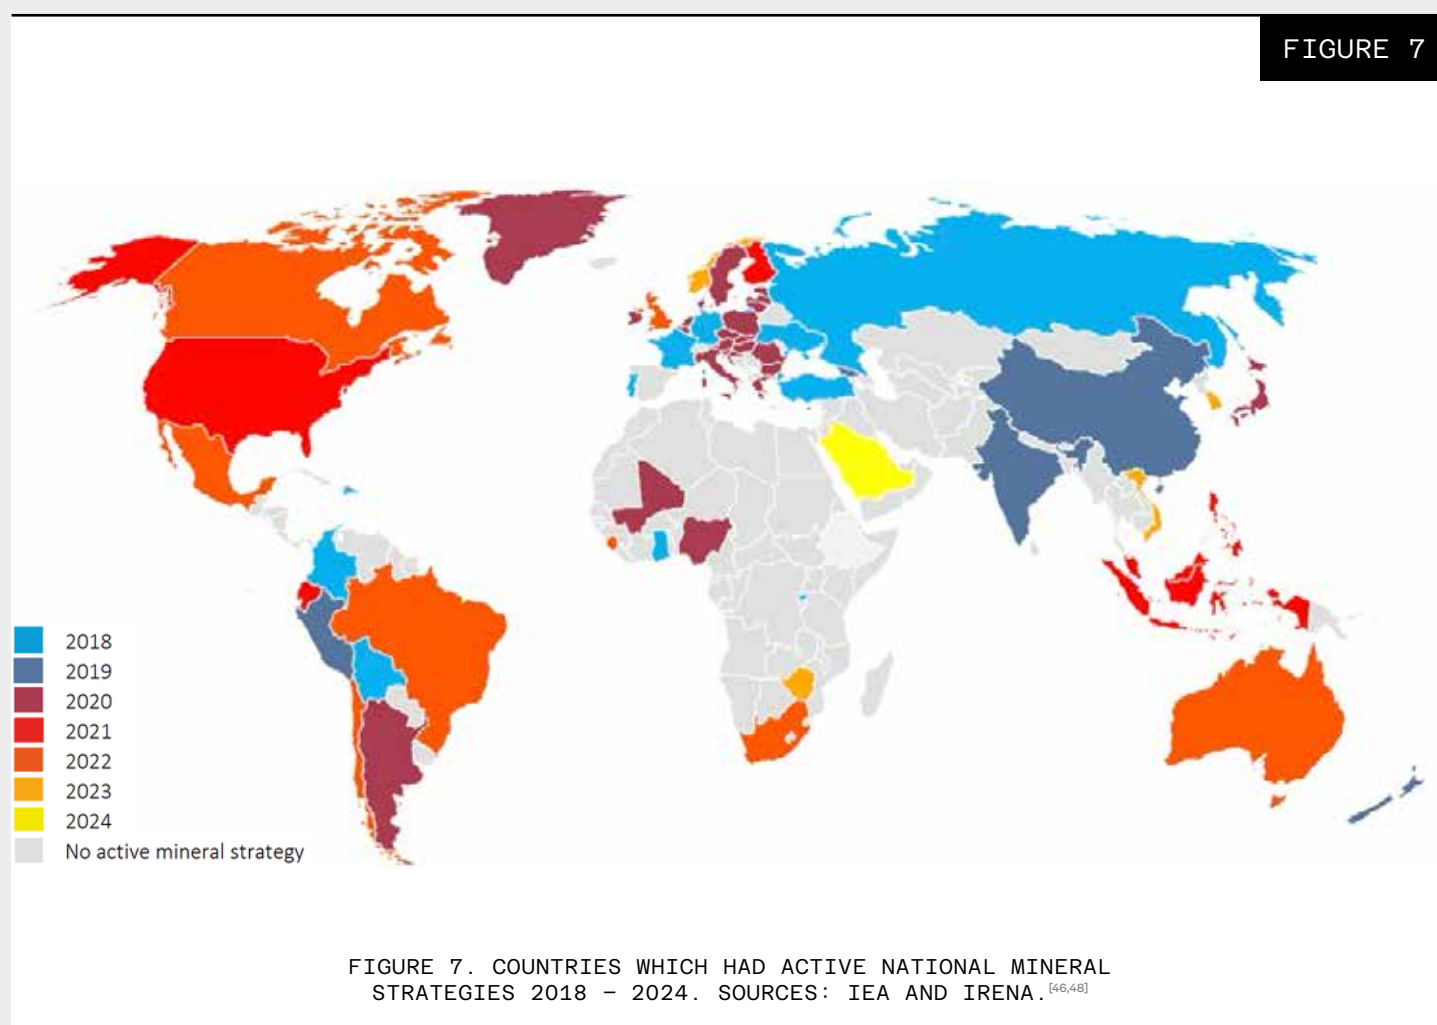 FIGURE 7
2018
2019
2020
2021
2022
2023
2024
No active mineral strategy
FIGURE 7. COUNTRIES WHICH HAD ACTIVE NATIONAL MINERAL
STRATEGIES 2018 – 2024. SOURCES: IEA AND IRENA.[46,48]